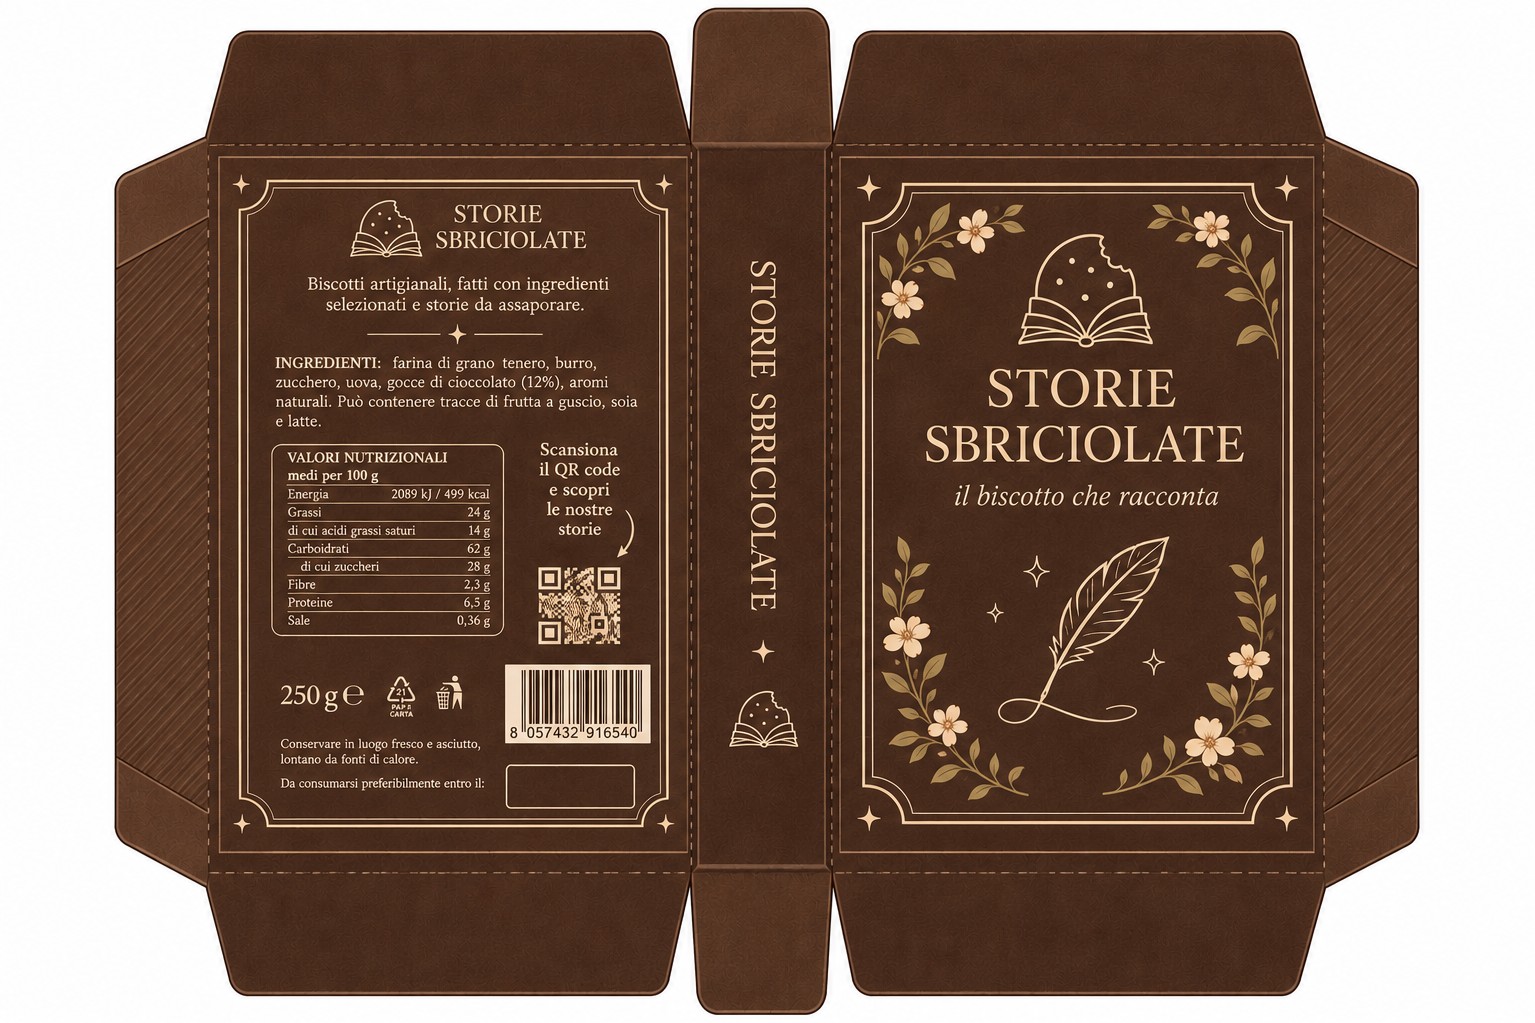 STORIE
SBRICIOLATE
Biscotti artigianali, fatti con ingredienti
selezionati e storie da assaporare.
INGREDIENTI: farina di grano tenero, burro,
zucchero, uova, gocce di cioccolato (12%), aromi
naturali. Può contenere tracce di frutta a guscio, soia
e latte.
VALORI NUTRIZIONALI
medi per 100 g
Energia 2089 kJ / 499 kcal
Grassi 24 g
di cui acidi grassi saturi 14 g
Carboidrati 62 g
di cui zuccheri 28 g
Fibre 2,3 g
Proteine 6,5 g
Sale 0,36 g
Scansiona
il QR code
e scopri
le nostre
storie
250 g ℮
21
PAP
CARTA
8 057432 916540
Conservare in luogo fresco e asciutto,
lontano da fonti di calore.
Da consumarsi preferibilmente entro il:
STORIE SBRICIOLATE
STORIE
SBRICIOLATE
il biscotto che racconta